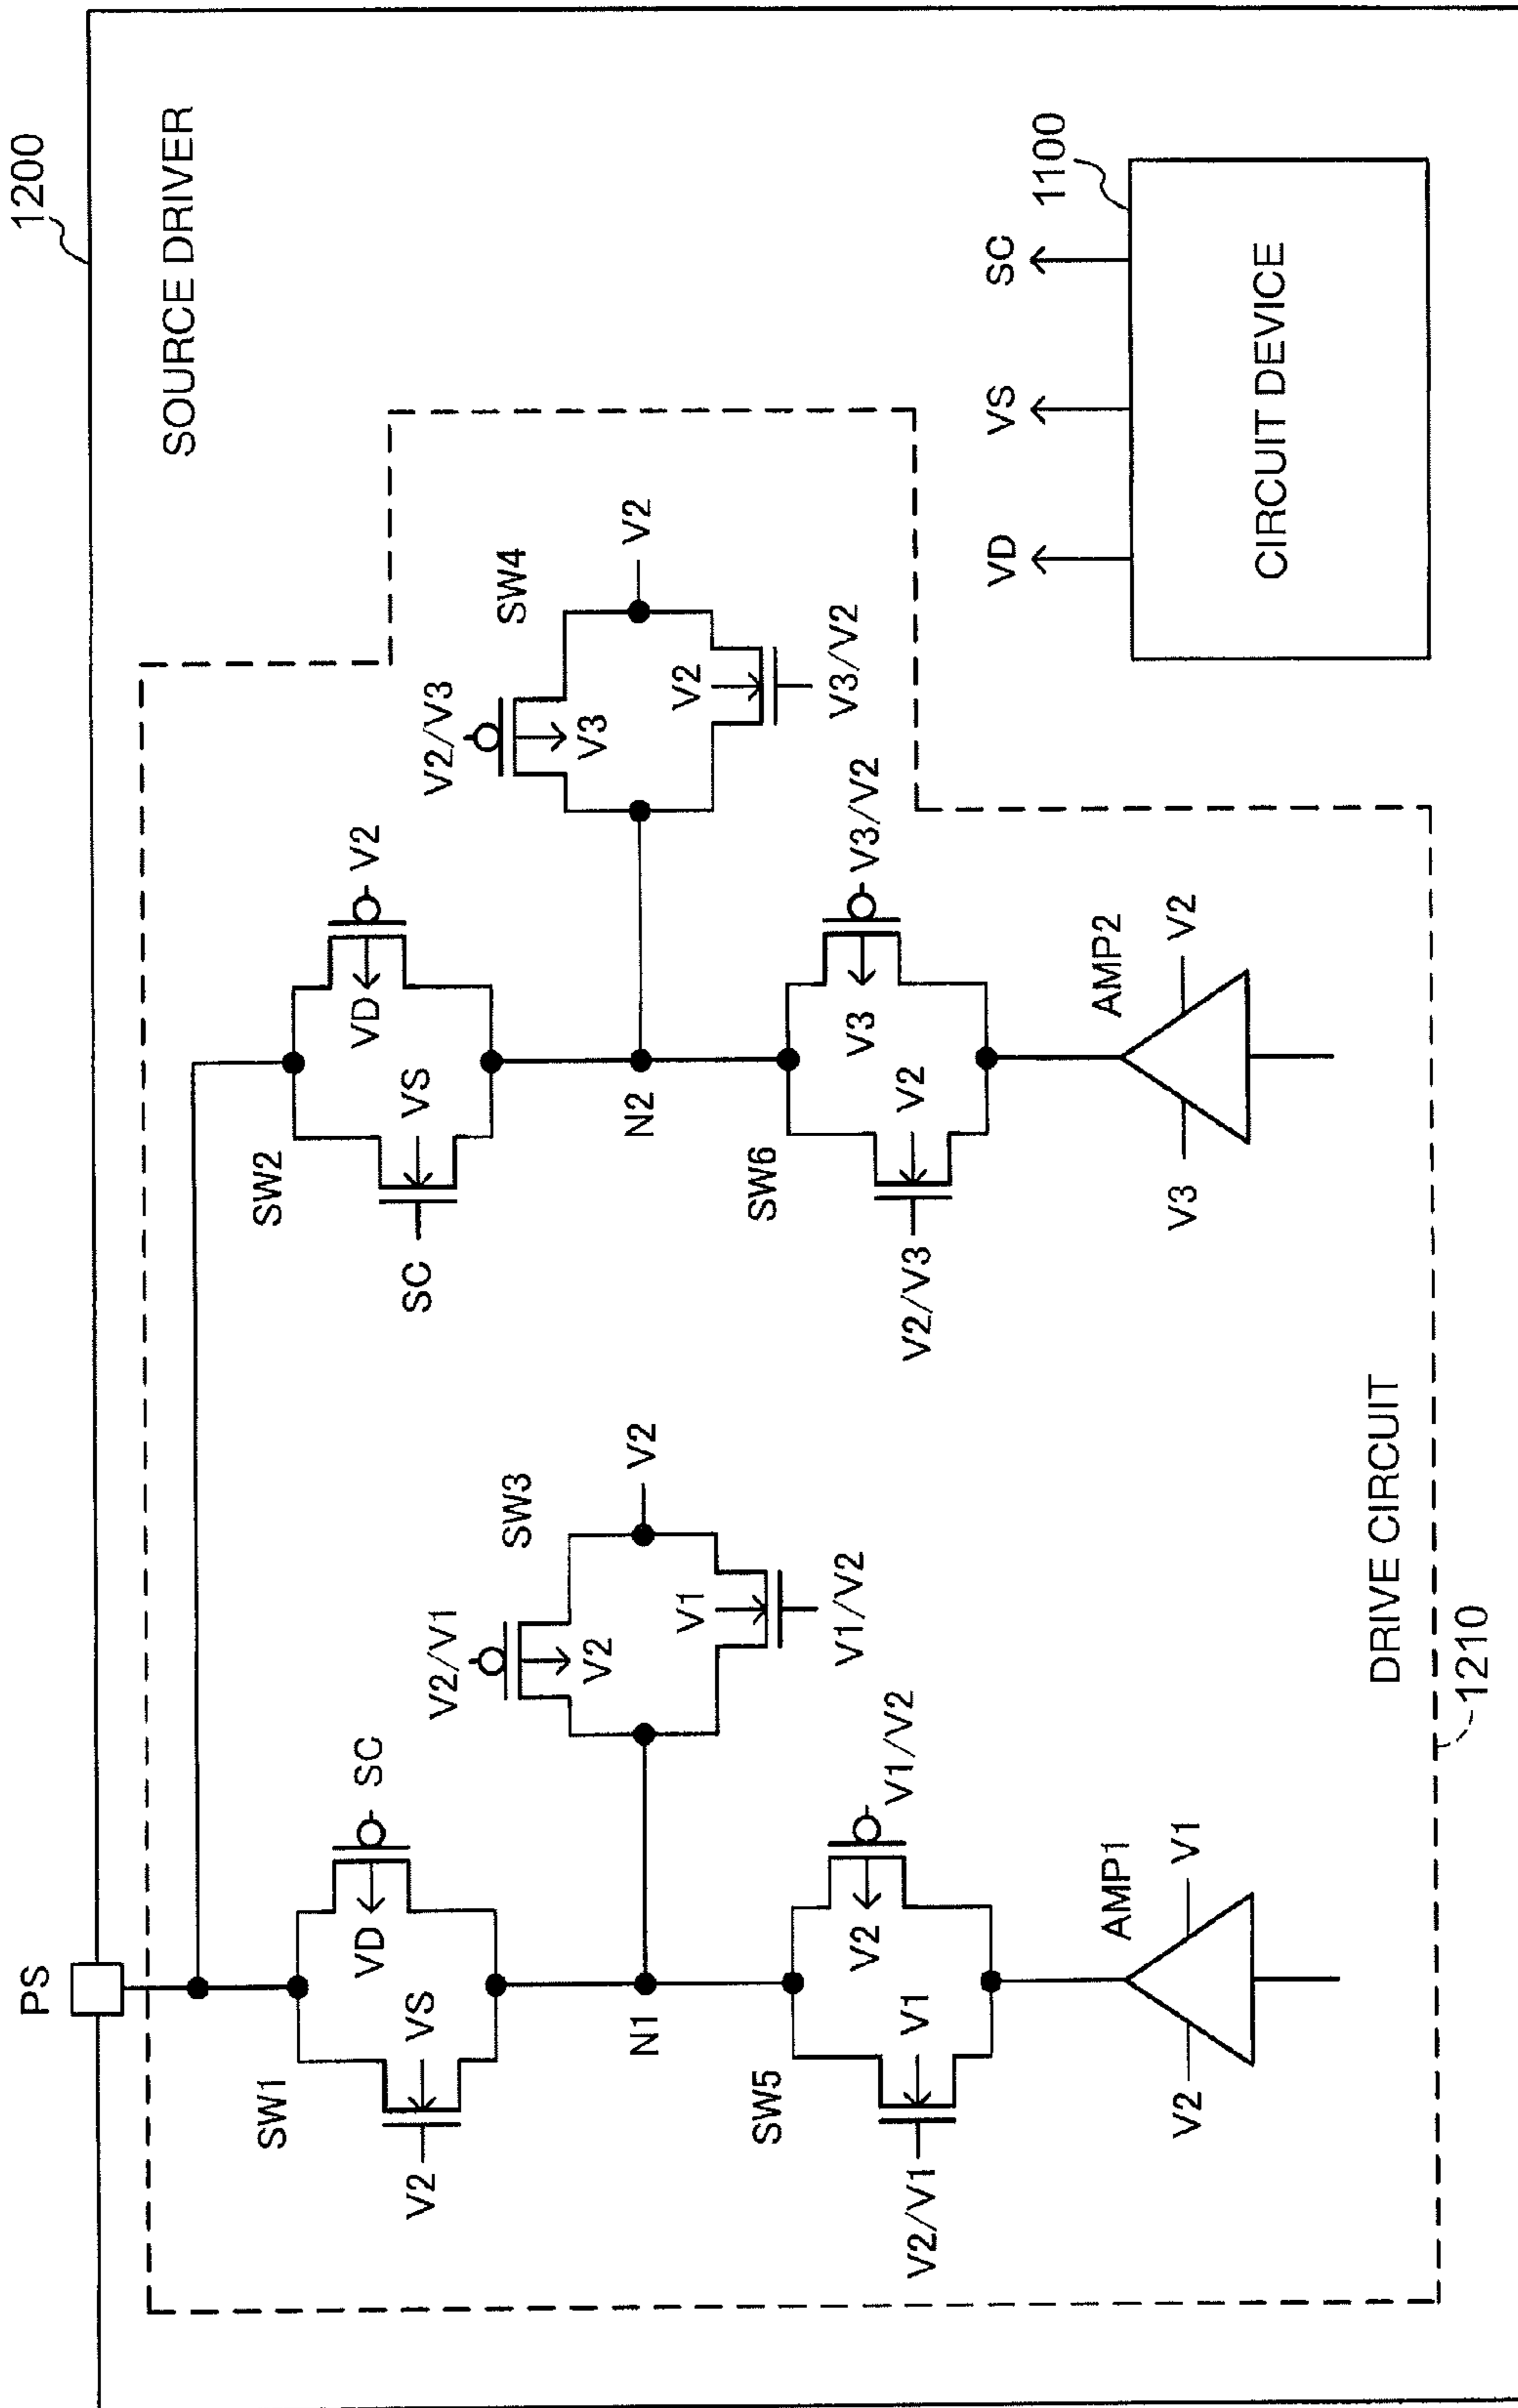 1200
SOURCE DRIVER
PS
SW1
V2
VS
VD
SC
SW2
SC
VS
VD
V2
N1
SW3
V2/V1
V2
V1
V1/V2
V2
N2
SW4
V2/V3
V3
V2
V3/V2
V2
SW5
V2/V1
V1
V2
V1/V2
SW6
V2/V3
V2
V3
V3/V2
AMP1
V2
V1
AMP2
V3
V2
DRIVE CIRCUIT
1210
VD
VS
SC
1100
CIRCUIT DEVICE